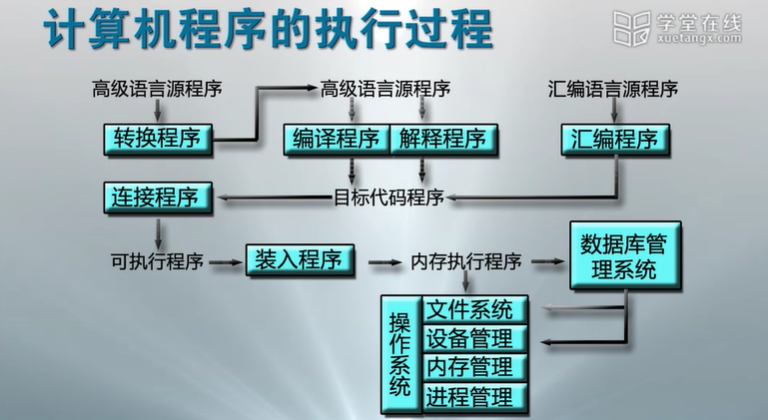 计算机程序的执行过程
学堂在线
xuetangx.com
高级语言源程序
高级语言源程序
汇编语言源程序
转换程序
编译程序
解释程序
汇编程序
连接程序
目标代码程序
可执行程序
装入程序
内存执行程序
数据库管
理系统
操作系统
文件系统
设备管理
内存管理
进程管理